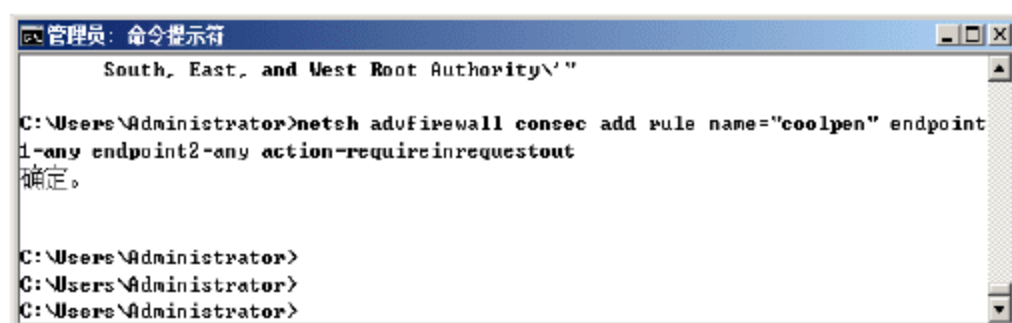 管理员: 命令提示符
South, East, and West Root Authority\'"
C:\Users\Administrator>netsh advfirewall consec add rule name="coolpen" endpoint
1=any endpoint2=any action=requireinrequestout
确定。
C:\Users\Administrator>
C:\Users\Administrator>
C:\Users\Administrator>